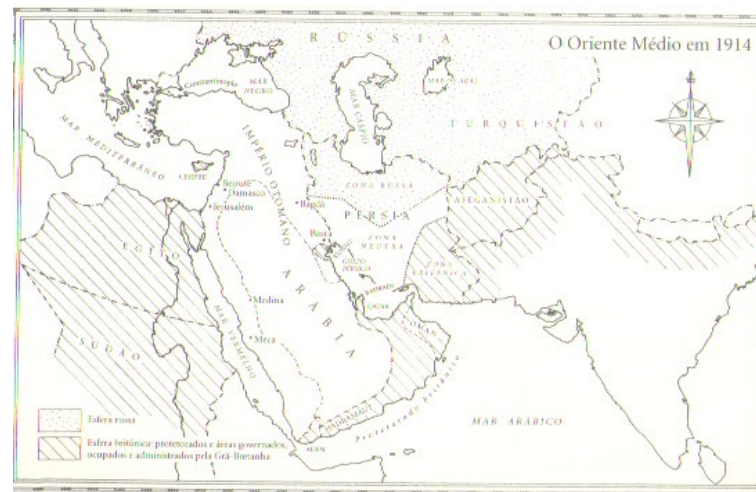 RÚSSIA
O Oriente Médio em 1914
Constantinopla
MAR
NEGRO
MAR CÁSPIO
MAR
TURQUISTÃO
MAR MEDITERRÂNEO
CHIPRE
IMPÉRIO OTOMANO
ZONA RUSSA
Beirute
Damasco
Jerusalém
Bagdá
PÉRSIA
AFEGANISTÃO
Basra
ZONA
NEUTRA
GOLFO
PÉRSICO
ZONA
BRITÂNICA
EGITO
ARÁBIA
BAHRAIN
QATAR
OMAN
Medina
MAR VERMELHO
Meca
SUDÃO
HADRAMAUT
Protetorado britânico
MAR ARÁBICO
ADEN
Esfera russa
Esfera britânica: protetorados e áreas governados,
ocupados e administrados pela Grã-Bretanha